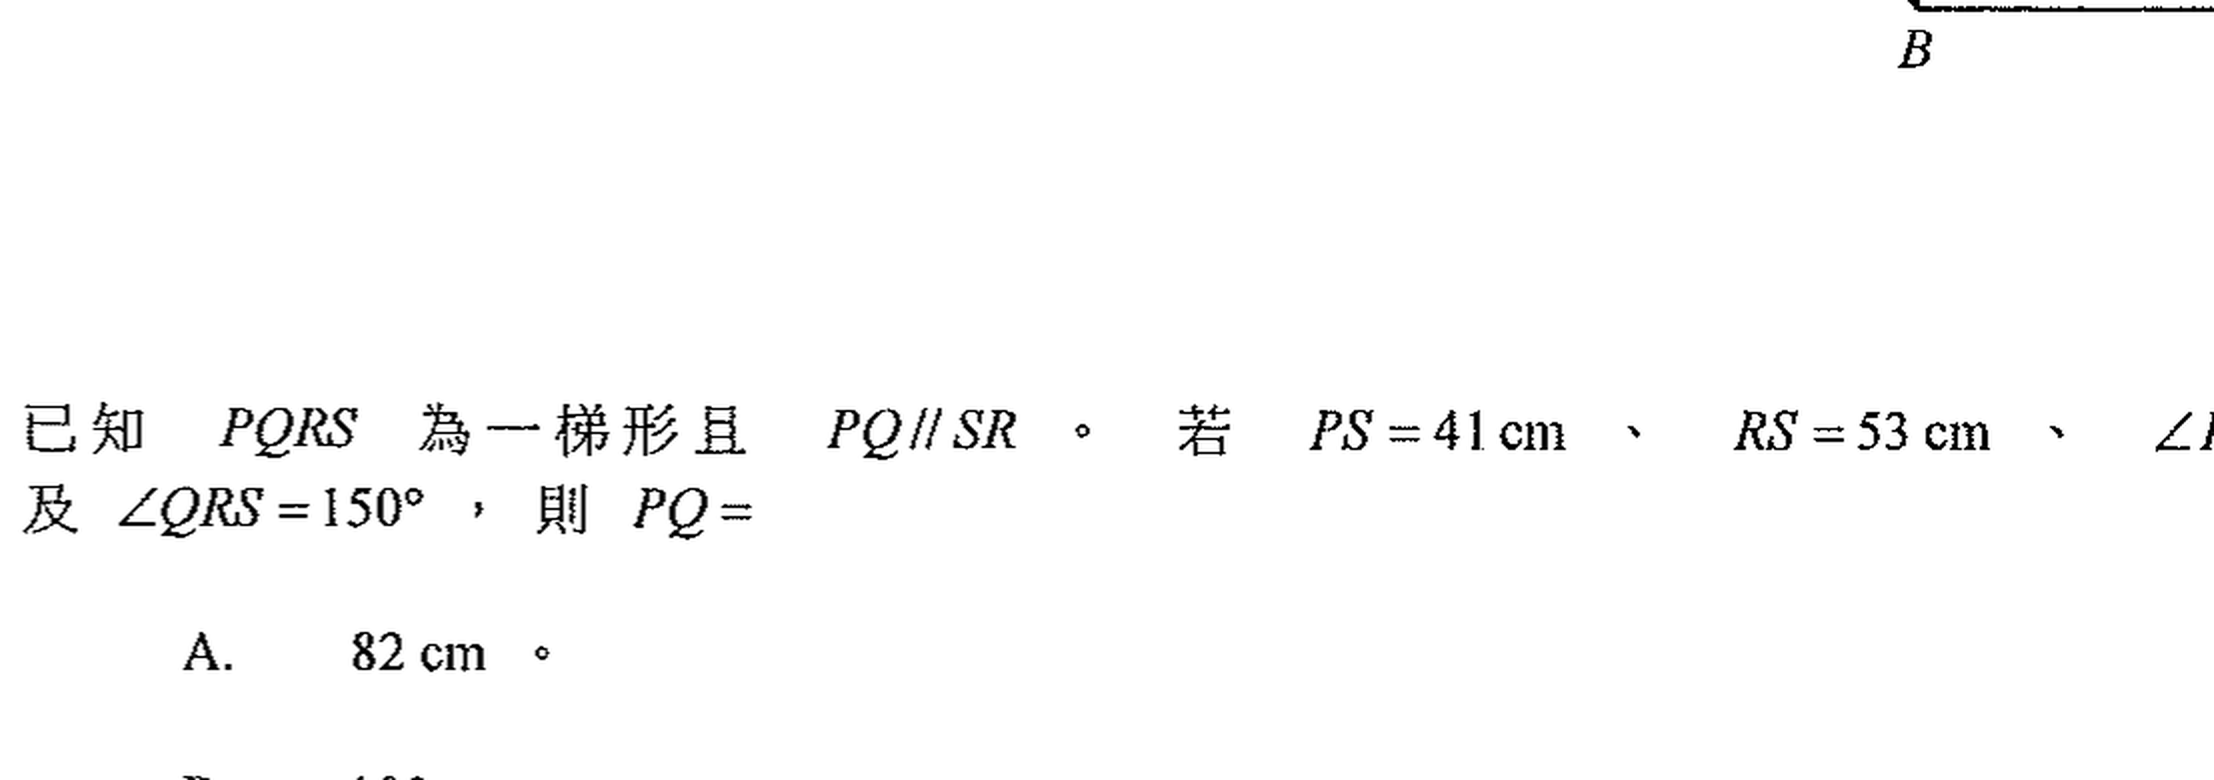 B
已知 PQRS 為一梯形且 PQ // SR 。 若 PS = 41 cm 、 RS = 53 cm 、 ∠
及 ∠QRS = 150° ， 則 PQ =
A. 82 cm 。